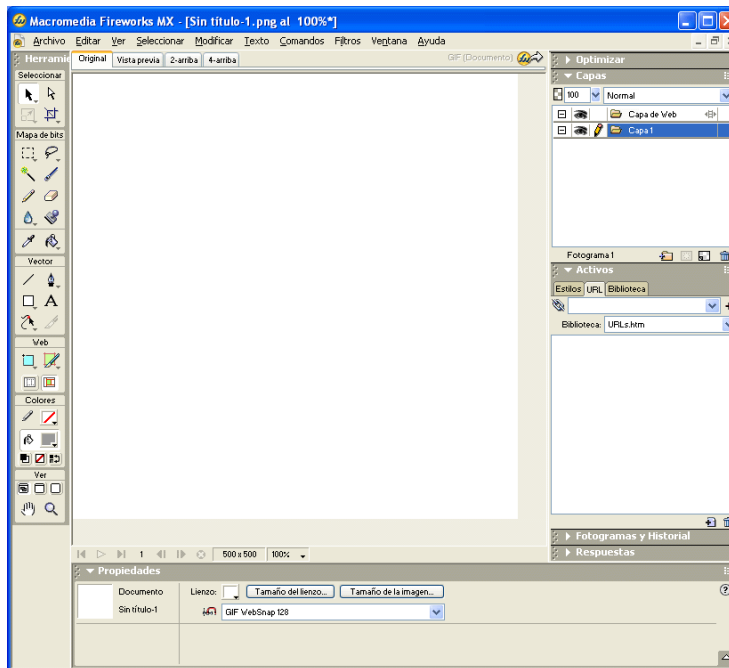 Macromedia Fireworks MX - [Sin título-1.png al 100%*]
Archivo Editar Ver Seleccionar Modificar Texto Comandos Filtros Ventana Ayuda
Herramie
Original Vista previa 2-arriba 4-arriba
GIF (Documento)
Seleccionar
Mapa de bits
Vector
A
Web
Colores
Ver
1 500 x 500 100%
Optimizar
Capas
100 Normal
Capa de Web
Capa 1
Fotograma 1
Activos
Estilos URL Biblioteca
Biblioteca: URLs.htm
Fotogramas y Historial
Respuestas
Propiedades
Documento Lienzo: Tamaño del lienzo... Tamaño de la imagen...
Sin título-1 GIF WebSnap 128
?